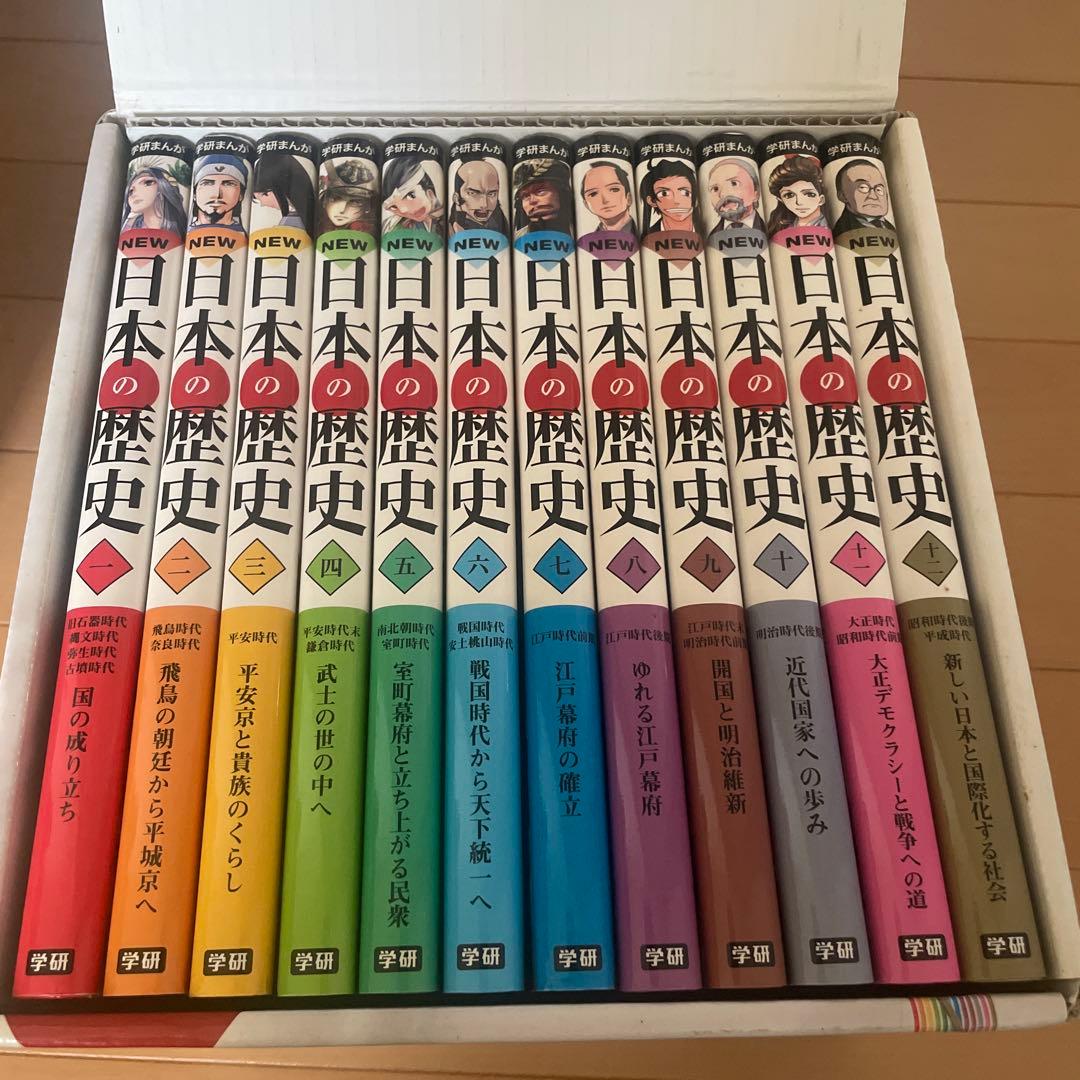 学研まんが
NEW
日本の歴史
一
旧石器時代
縄文時代
弥生時代
古墳時代
国の成り立ち
学研
学研まんが
NEW
日本の歴史
二
飛鳥時代
奈良時代
飛鳥の朝廷から平城京へ
学研
学研まんが
NEW
日本の歴史
三
平安時代
平安京と貴族のくらし
学研
学研まんが
NEW
日本の歴史
四
平安時代末
鎌倉時代
武士の世の中へ
学研
学研まんが
NEW
日本の歴史
五
南北朝時代
室町時代
室町幕府と立ち上がる民衆
学研
学研まんが
NEW
日本の歴史
六
戦国時代
安土桃山時代
戦国時代から天下統一へ
学研
学研まんが
NEW
日本の歴史
七
江戸時代前期
江戸幕府の確立
学研
学研まんが
NEW
日本の歴史
八
江戸時代後期
ゆれる江戸幕府
学研
学研まんが
NEW
日本の歴史
九
江戸時代末
明治時代前期
開国と明治維新
学研
学研まんが
NEW
日本の歴史
十
明治時代後期
近代国家への歩み
学研
学研まんが
NEW
日本の歴史
十一
大正時代
昭和時代前期
大正デモクラシーと戦争への道
学研
学研まんが
NEW
日本の歴史
十二
昭和時代後期
平成時代
新しい日本と国際化する社会
学研